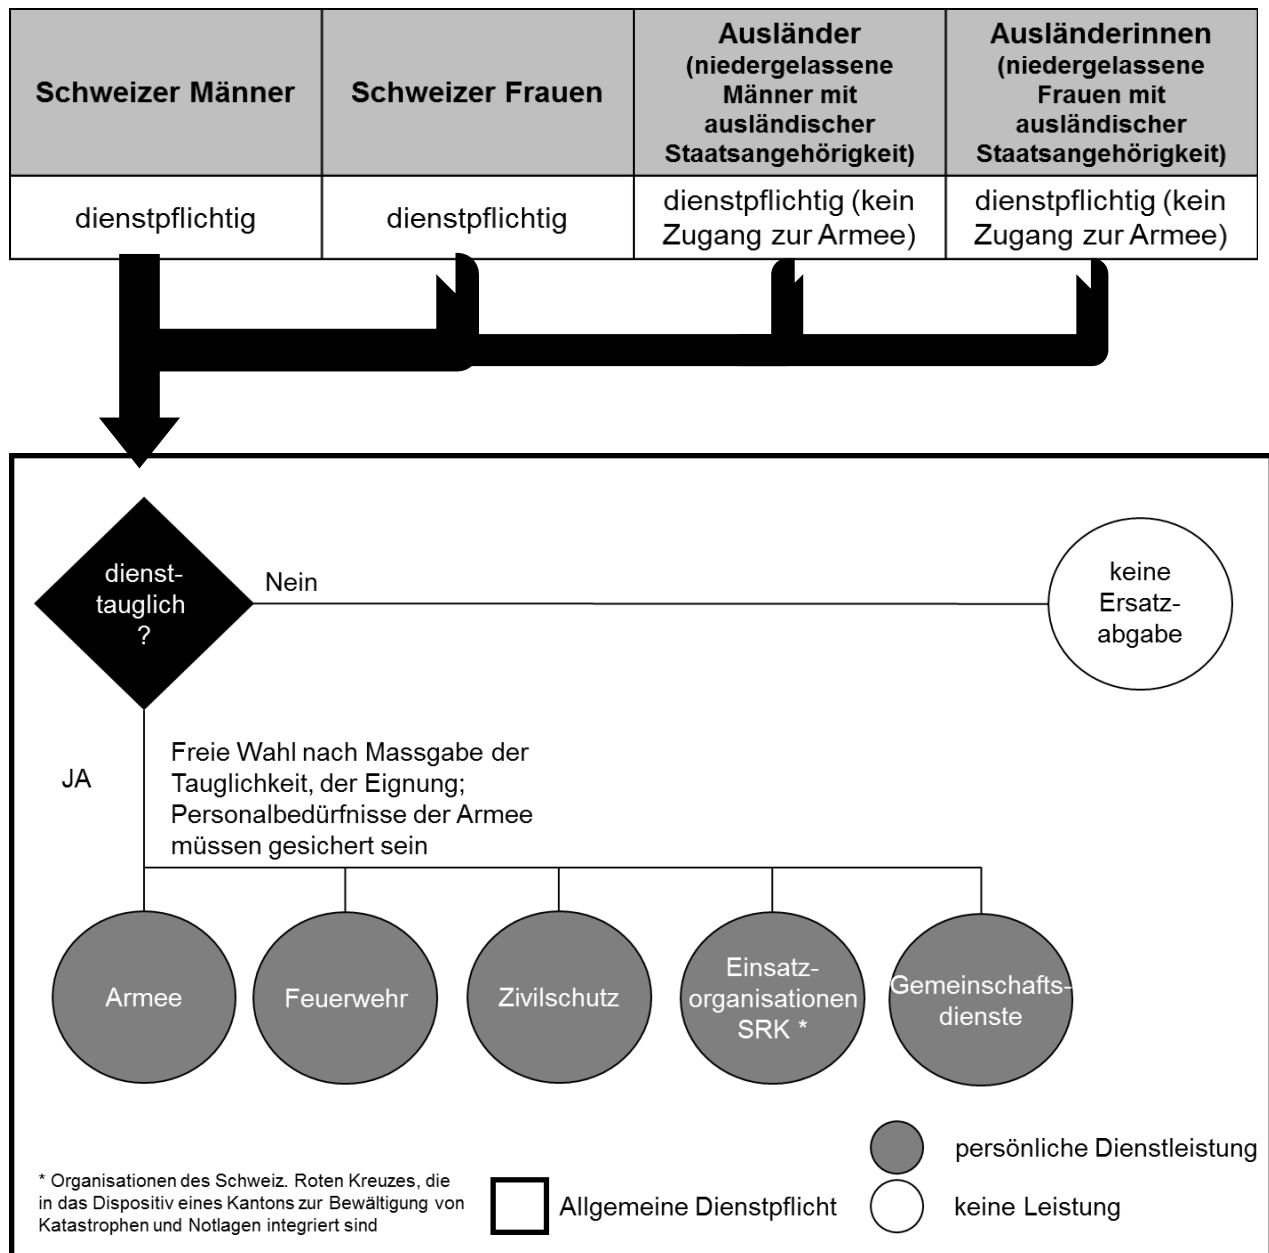 Schweizer Männer
Schweizer Frauen
Ausländer
(niedergelassene
Männer mit
ausländischer
Staatsangehörigkeit)
Ausländerinnen
(niedergelassene
Frauen mit
ausländischer
Staatsangehörigkeit)
dienstpflichtig
dienstpflichtig
dienstpflichtig (kein
Zugang zur Armee)
dienstpflichtig (kein
Zugang zur Armee)
dienst-
tauglich
?
Nein
keine
Ersatz-
abgabe
JA
Freie Wahl nach Massgabe der
Tauglichkeit, der Eignung;
Personalbedürfnisse der Armee
müssen gesichert sein
Armee
Feuerwehr
Zivilschutz
Einsatz-
organisationen
SRK *
Gemeinschafts-
dienste
* Organisationen des Schweiz. Roten Kreuzes, die
in das Dispositiv eines Kantons zur Bewältigung von
Katastrophen und Notlagen integriert sind
Allgemeine Dienstpflicht
persönliche Dienstleistung
keine Leistung